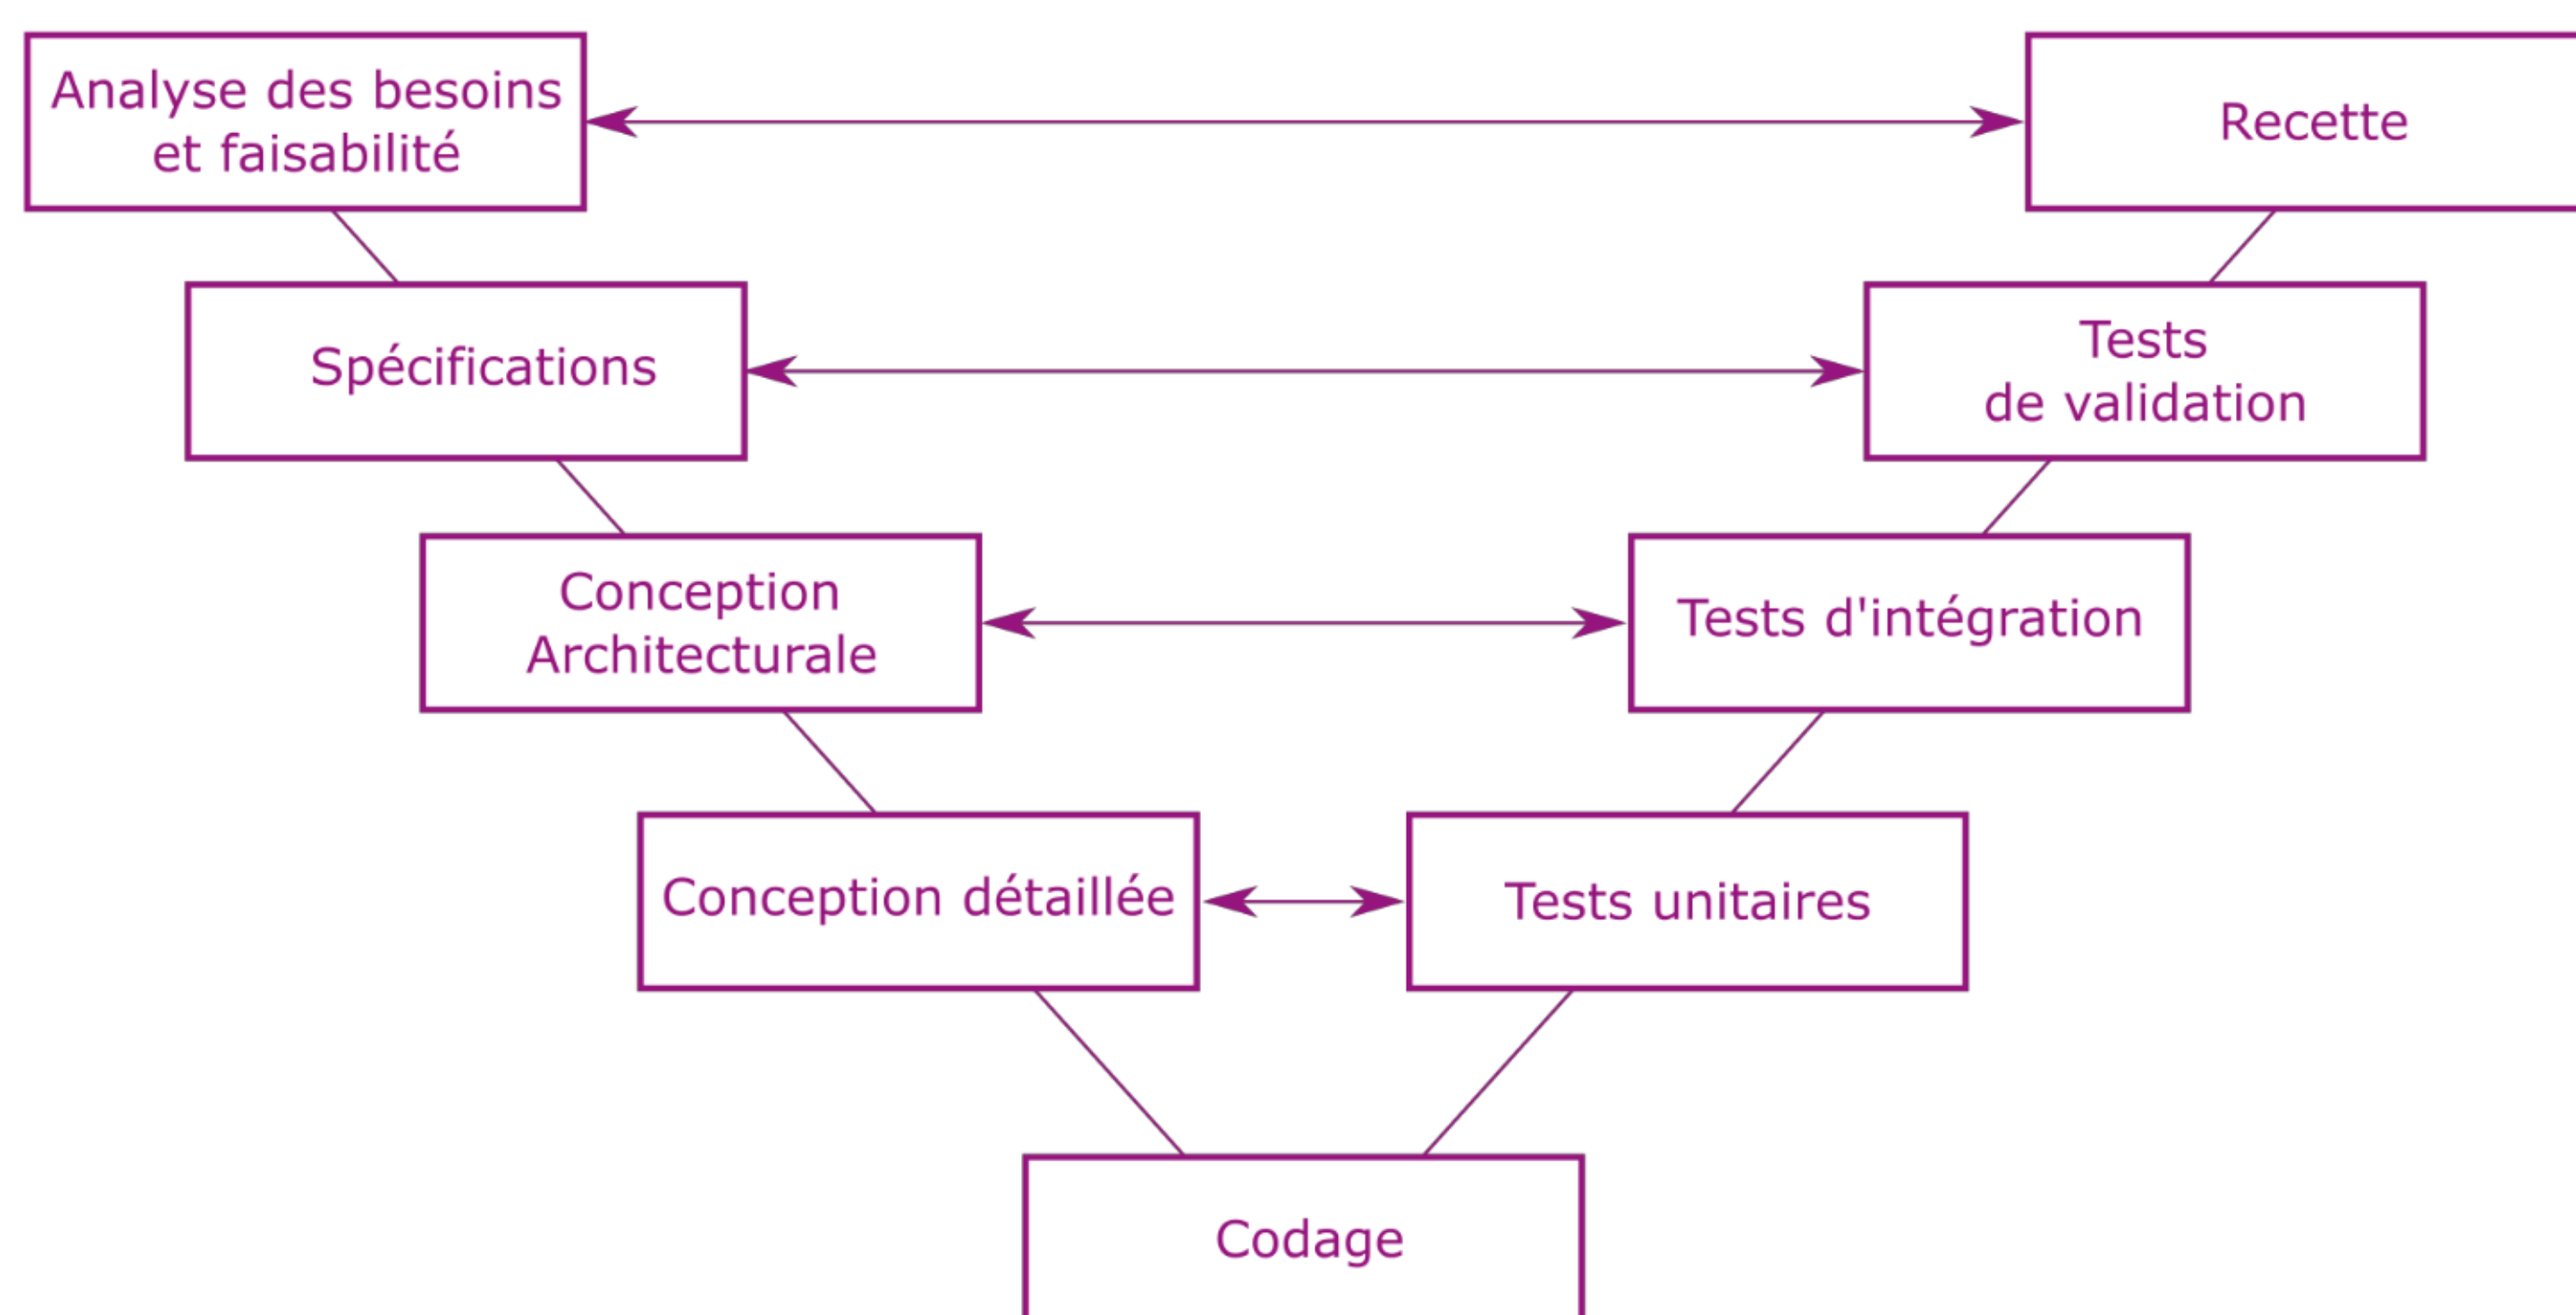 Analyse des besoins
et faisabilité
Recette
Spécifications
Tests
de validation
Conception
Architecturale
Tests d'intégration
Conception détaillée
Tests unitaires
Codage